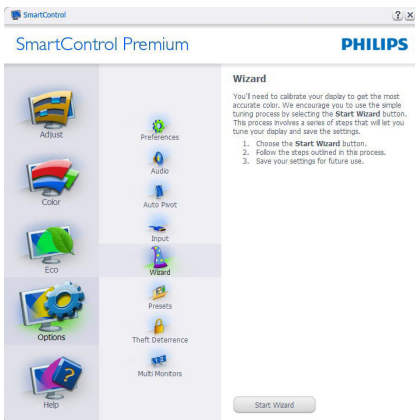 SmartControl
SmartControl Premium
PHILIPS
Adjust
Color
Eco
Options
Help
Preferences
Audio
Auto Pivot
Input
Wizard
Presets
Theft Deterrence
Multi Monitors
Wizard
You'll need to calibrate your display to get the most
accurate color. We encourage you to use the simple
tuning process by selecting the Start Wizard button.
This process involves a series of steps that will let you
tune your display and save the settings.
1. Choose the Start Wizard button.
2. Follow the steps outlined in this process.
3. Save your settings for future use.
Start Wizard